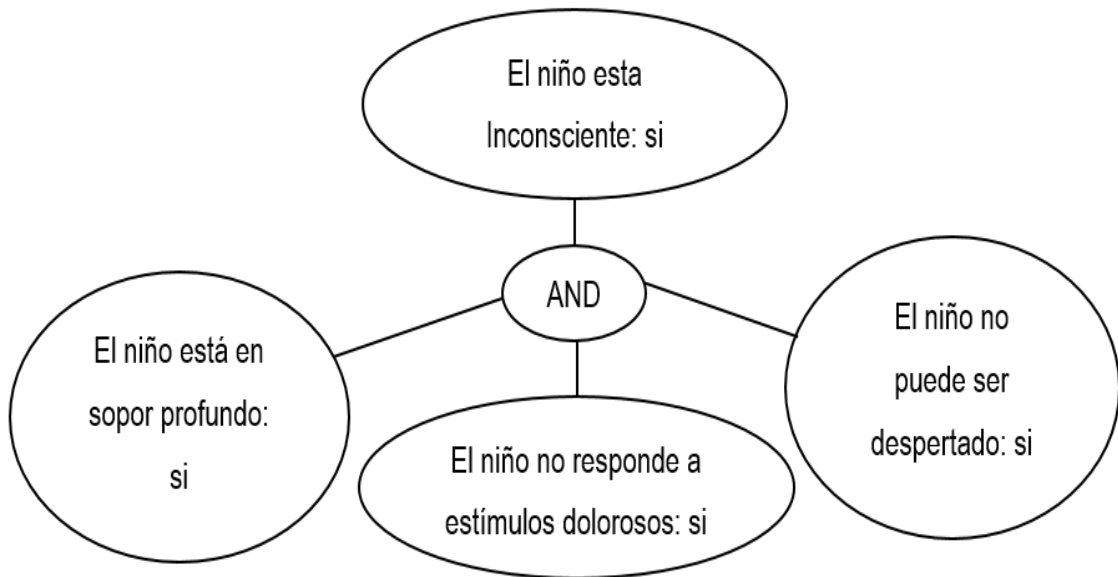 El niño esta
Inconsciente: si
AND
El niño está en
sopor profundo:
si
El niño no responde a
estímulos dolorosos: si
El niño no
puede ser
despertado: si